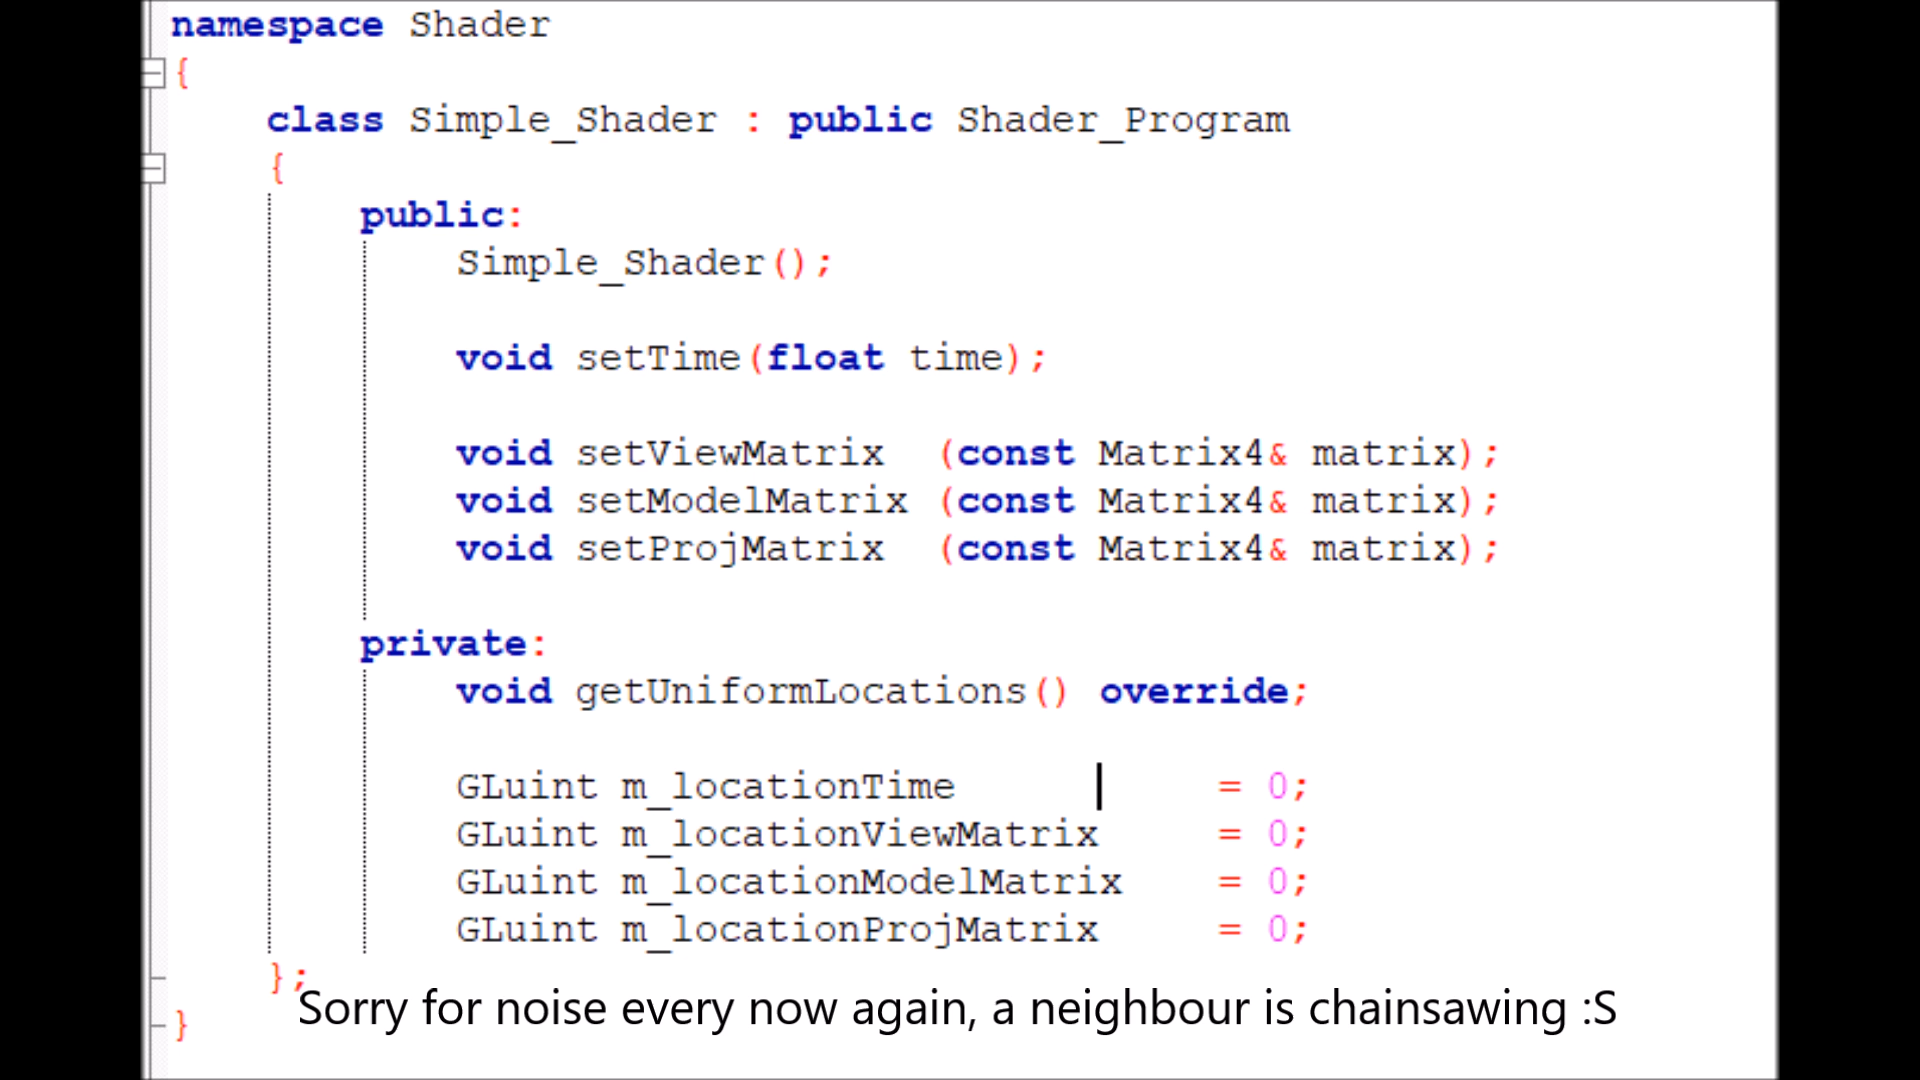 namespace Shader
{
    class Simple_Shader : public Shader_Program
    {
        public:
            Simple_Shader();

            void setTime(float time);

            void setViewMatrix  (const Matrix4& matrix);
            void setModelMatrix (const Matrix4& matrix);
            void setProjMatrix  (const Matrix4& matrix);

        private:
            void getUniformLocations() override;

            GLuint m_locationTime           = 0;
            GLuint m_locationViewMatrix     = 0;
            GLuint m_locationModelMatrix    = 0;
            GLuint m_locationProjMatrix     = 0;
    };
Sorry for noise every now again, a neighbour is chainsawing :S
}